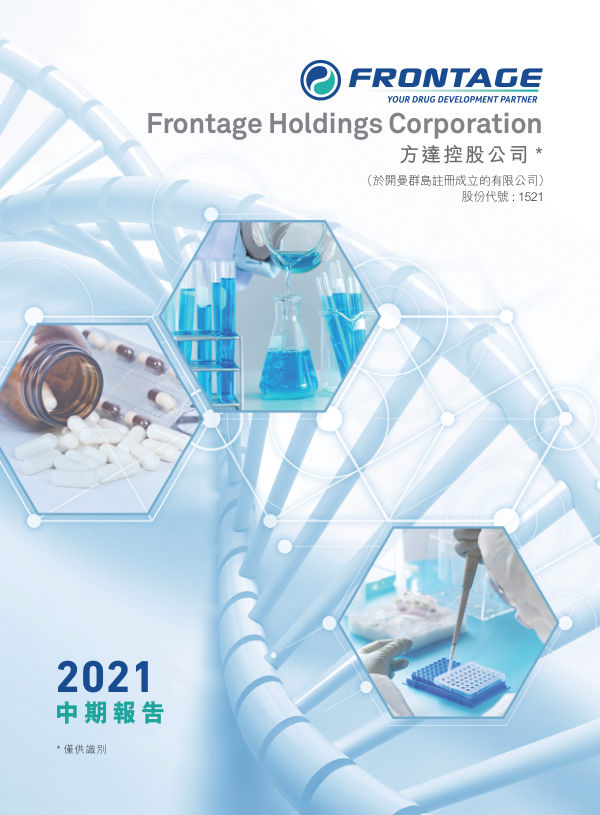 FRONTAGE
YOUR DRUG DEVELOPMENT PARTNER
Frontage Holdings Corporation
方達控股公司 *
（於開曼群島註冊成立的有限公司）
股份代號 : 1521
2021
中期報告
* 僅供識別